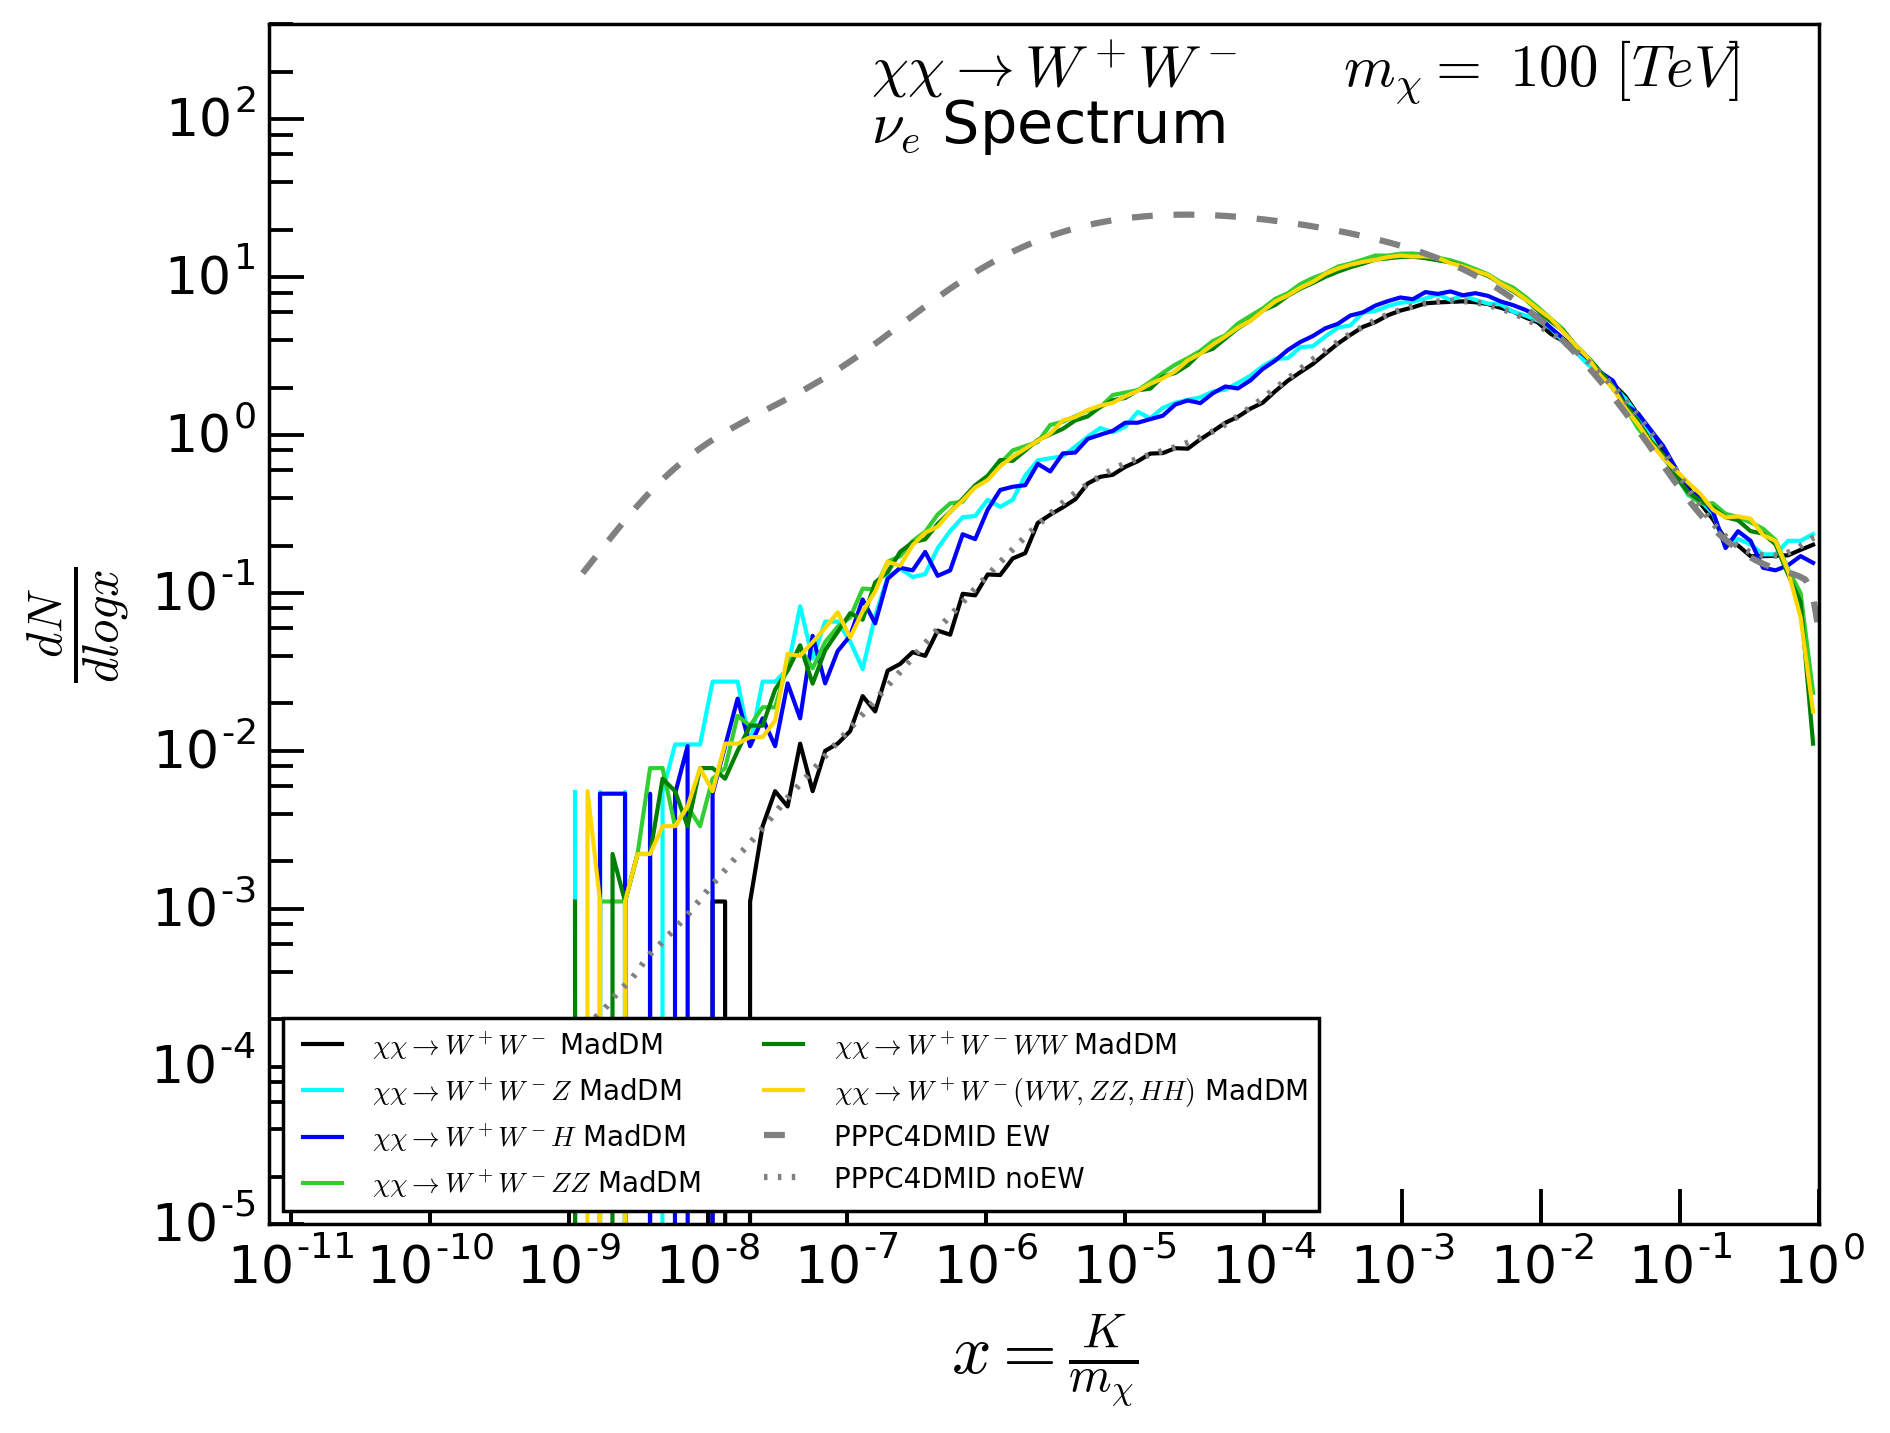 χχ → W⁺W⁻ m_χ = 100 [TeV]
ν_e Spectrum
10² 
10¹
10⁰
10⁻¹
10⁻²
10⁻³
10⁻⁴
10⁻⁵
dN
dlogx
χχ → W⁺W⁻ MadDM
χχ → W⁺W⁻Z MadDM
χχ → W⁺W⁻H MadDM
χχ → W⁺W⁻ZZ MadDM
χχ → W⁺W⁻WW MadDM
χχ → W⁺W⁻(WW, ZZ, HH) MadDM
PPPC4DMID EW
PPPC4DMID noEW
10⁻¹¹ 10⁻¹⁰ 10⁻⁹ 10⁻⁸ 10⁻⁷ 10⁻⁶ 10⁻⁵ 10⁻⁴ 10⁻³ 10⁻² 10⁻¹ 10⁰
x = K/m_χ